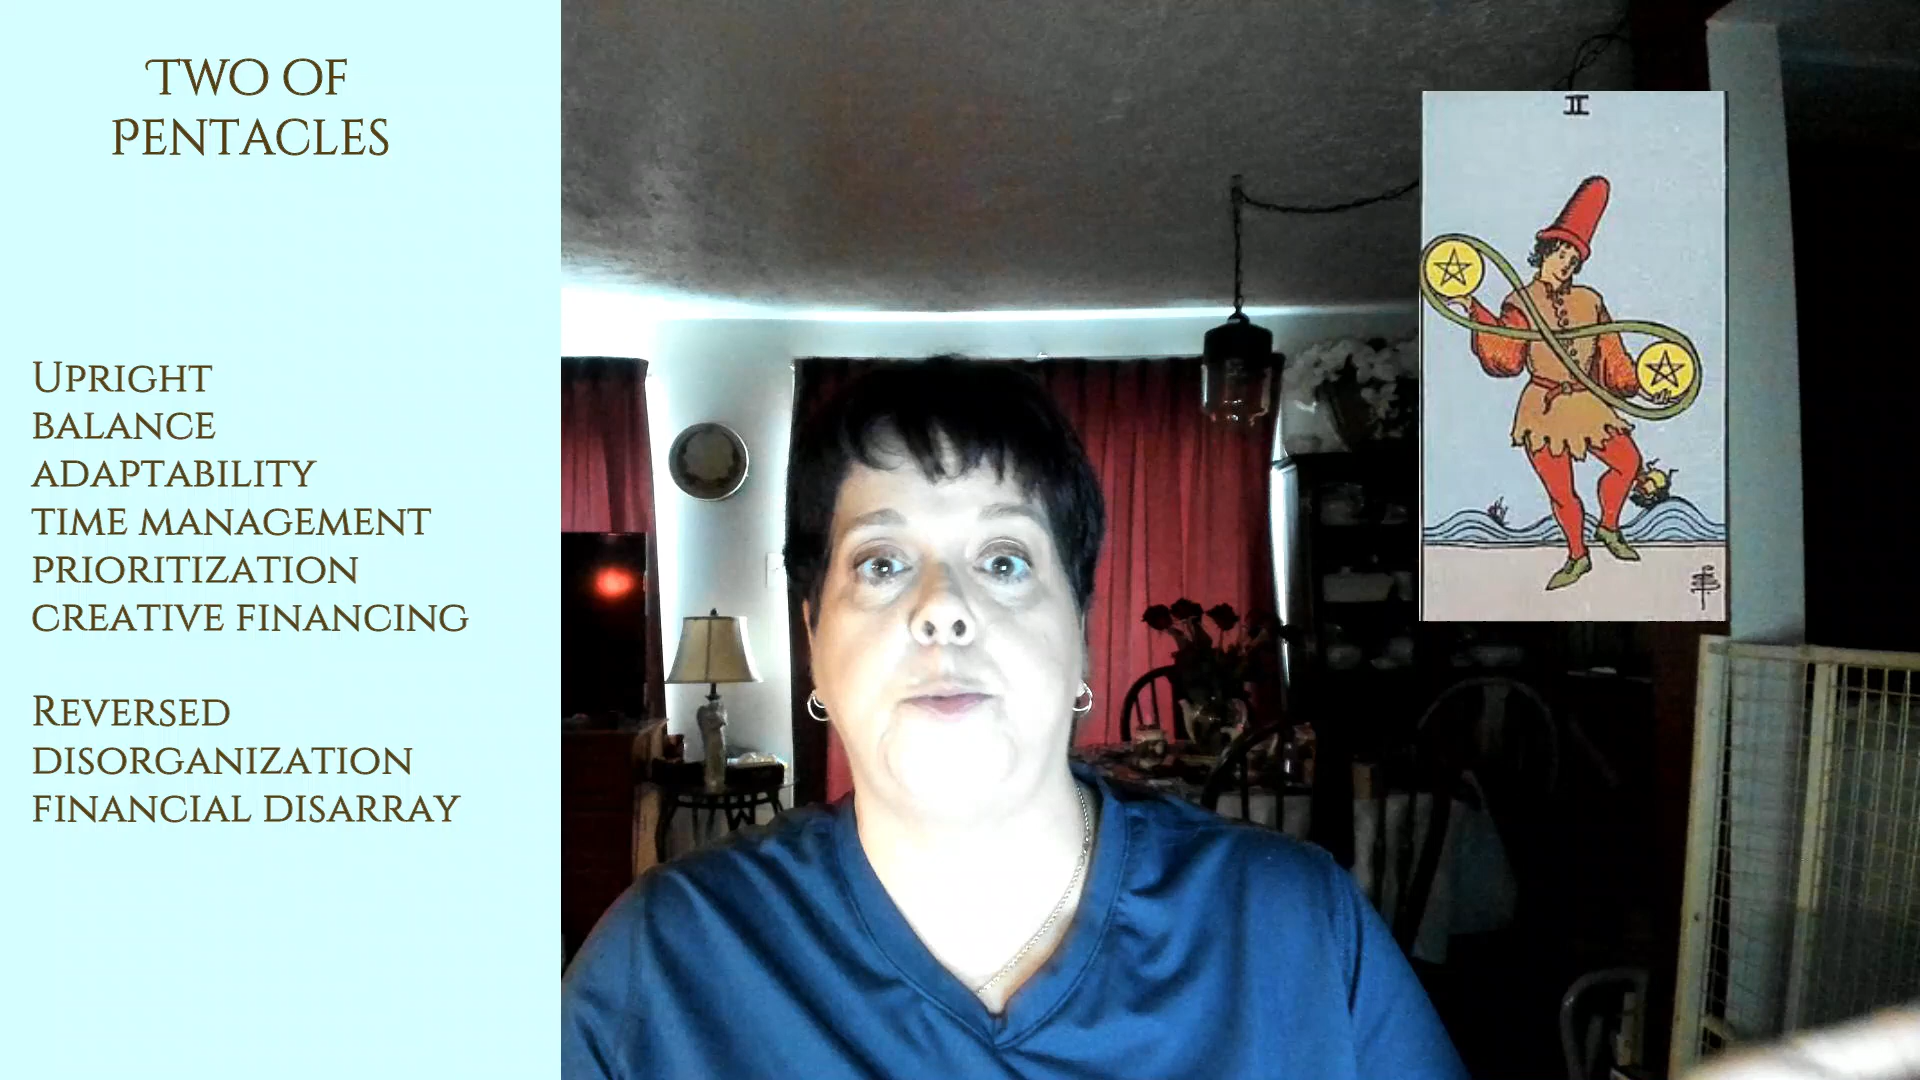 Two of
Pentacles
Upright
balance
adaptability
time management
prioritization
creative financing
Reversed
disorganization
financial disarray
II